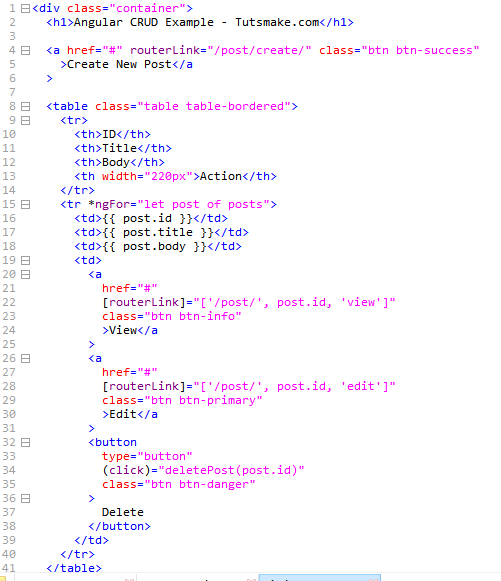 1 <div class="container">
2 <h1>Angular CRUD Example - Tutsmake.com</h1>
3
4 <a href="#" routerLink="/post/create/" class="btn btn-success"
5 >Create New Post</a
6 >
7
8 <table class="table table-bordered">
9 <tr>
10 <th>ID</th>
11 <th>Title</th>
12 <th>Body</th>
13 <th width="220px">Action</th>
14 </tr>
15 <tr *ngFor="let post of posts">
16 <td>{{ post.id }}</td>
17 <td>{{ post.title }}</td>
18 <td>{{ post.body }}</td>
19 <td>
20 <a
21 href="#"
22 [routerLink]="['/post/', post.id, 'view']"
23 class="btn btn-info"
24 >View</a
25 >
26 <a
27 href="#"
28 [routerLink]="['/post/', post.id, 'edit']"
29 class="btn btn-primary"
30 >Edit</a
31 >
32 <button
33 type="button"
34 (click)="deletePost(post.id)"
35 class="btn btn-danger"
36 >
37 Delete
38 </button>
39 </td>
40 </tr>
41 </table>